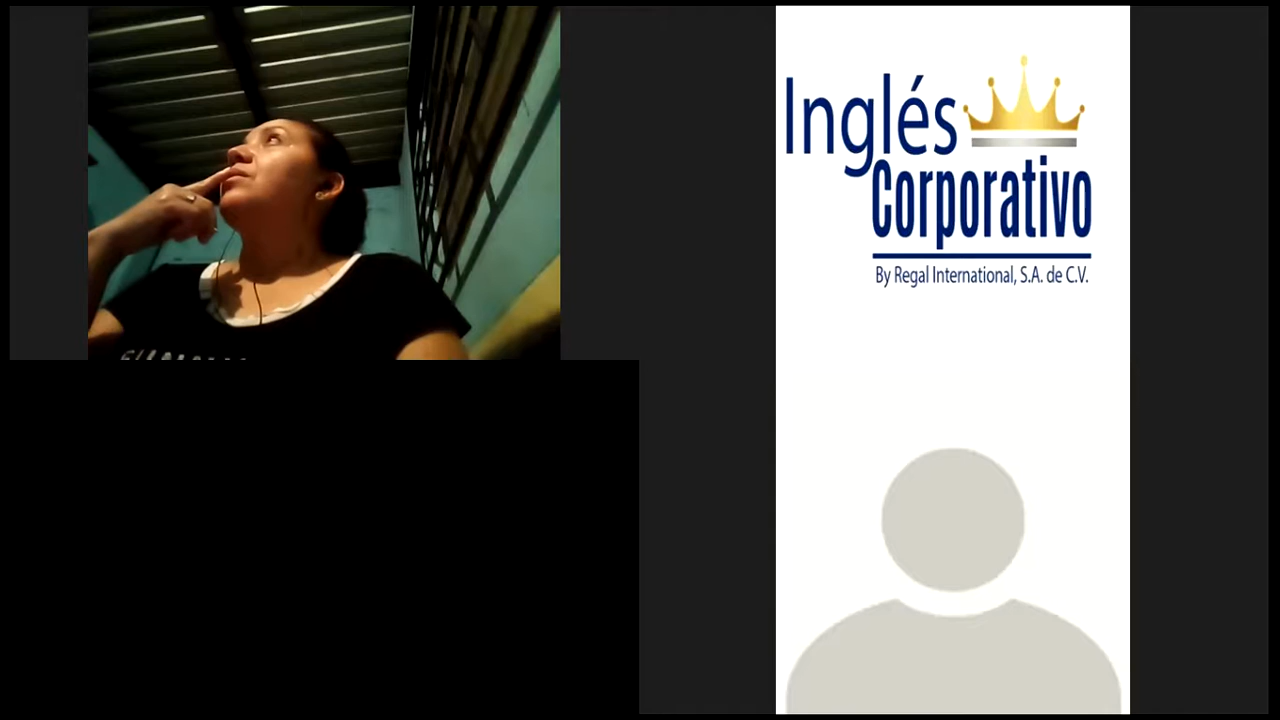 Inglés
Corporativo
By Regal International, S.A. de C.V.